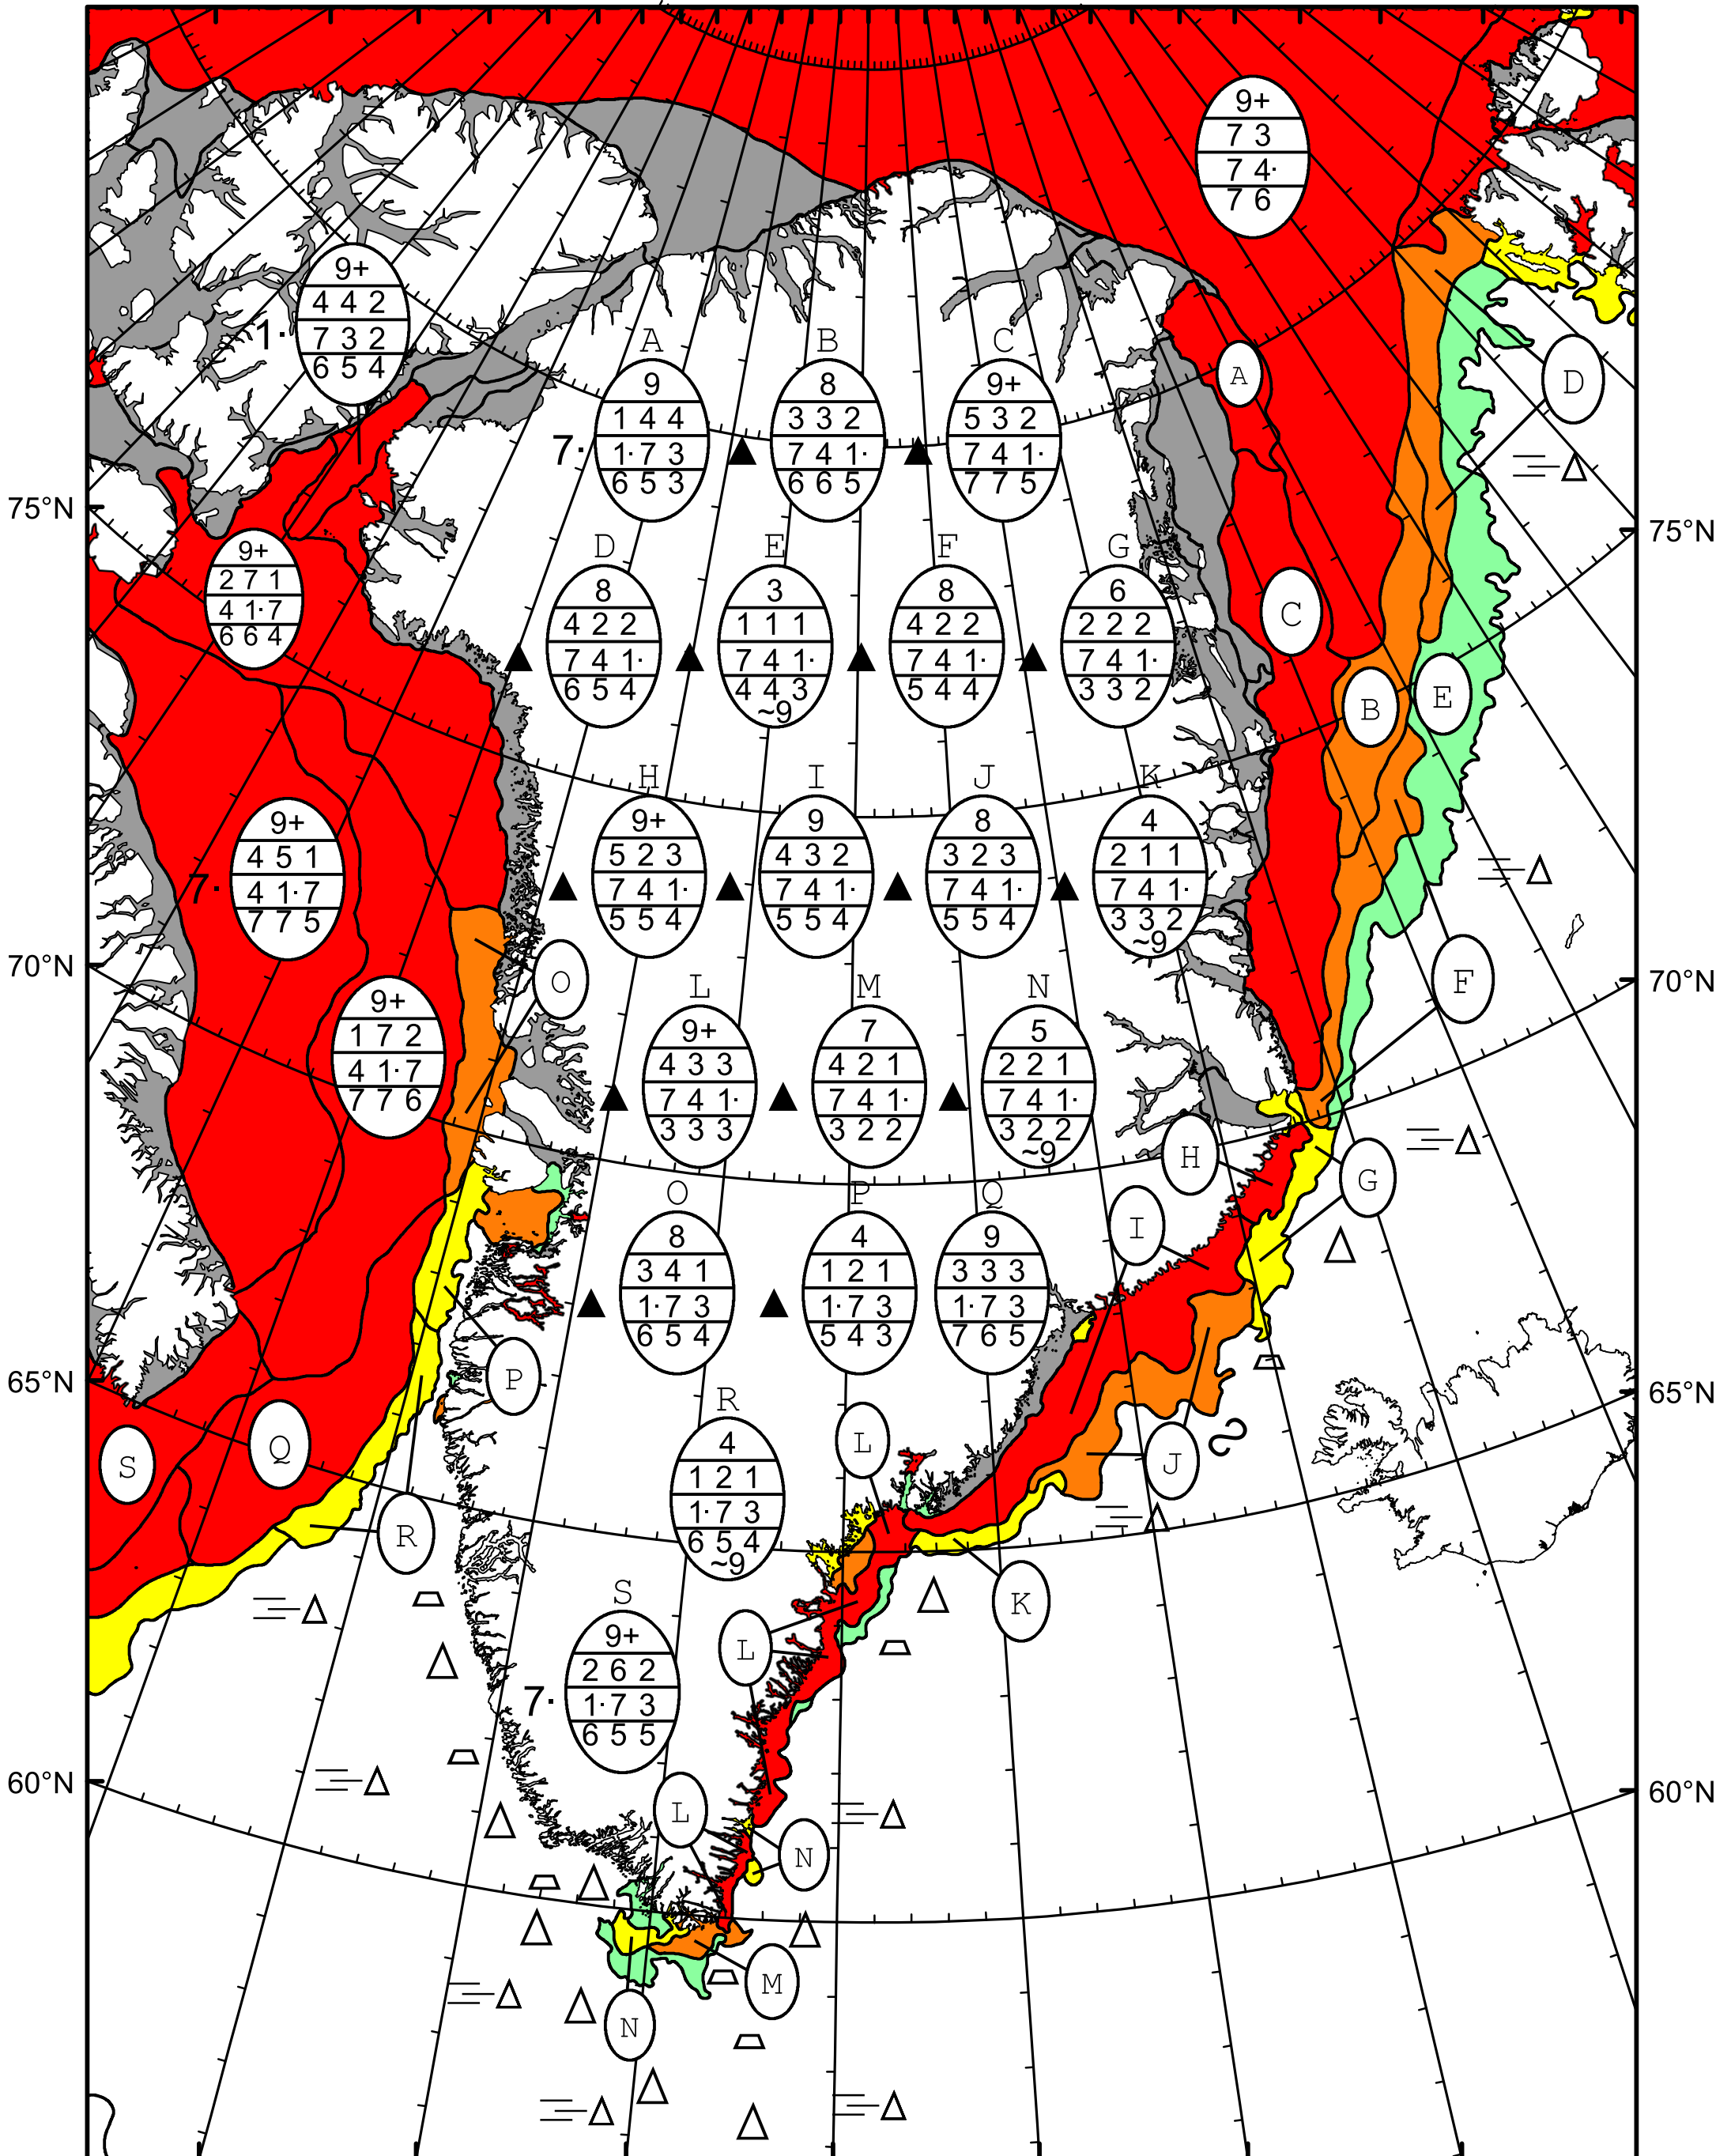 9+
7 3
7 4·
7 6
9+
4 4 2
1· 7 3 2
6 5 4
A
9
1 4 4
7· 1·7 3
6 5 3
B
8
3 3 2
7 4 1·
6 6 5
C
9+
5 3 2
7 4 1·
7 7 5
A
D
75°N
75°N
9+
2 7 1
4 1·7
6 6 4
D
8
4 2 2
7 4 1·
6 5 4
E
3
1 1 1
7 4 1·
4 4 3
~9
F
8
4 2 2
7 4 1·
5 4 4
G
6
2 2 2
7 4 1·
3 3 2
C
B
E
9+
4 5 1
7· 4 1·7
7 7 5
H
9+
5 2 3
7 4 1·
5 5 4
I
9
4 3 2
7 4 1·
5 5 4
J
8
3 2 3
7 4 1·
5 5 4
K
4
2 1 1
7 4 1·
3 3 2
~9
70°N
70°N
O
F
9+
1 7 2
4 1·7
7 7 6
L
9+
4 3 3
7 4 1·
3 3 3
M
7
4 2 1
7 4 1·
3 2 2
N
5
2 2 1
7 4 1·
3 2 2
~9
H
G
I
O
8
3 4 1
1·7 3
6 5 4
P
4
1 2 1
1·7 3
5 4 3
Q
9
3 3 3
1·7 3
7 6 5
65°N
65°N
P
S
Q
R
4
1 2 1
1·7 3
6 5 4
~9
L
J
R
K
S
9+
2 6 2
7· 1·7 3
6 5 5
L
60°N
60°N
L
N
M
N